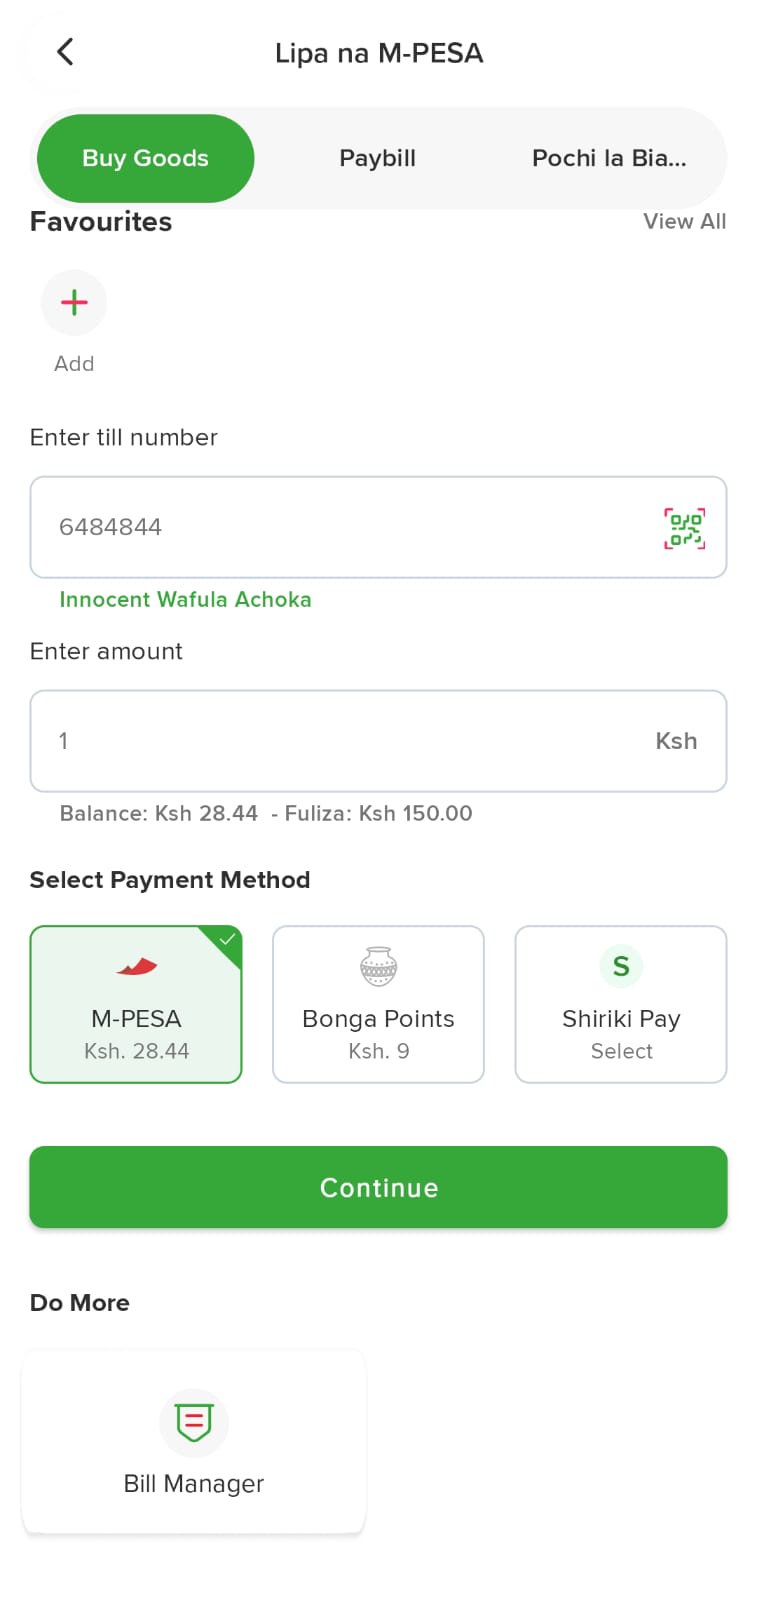 Lipa na M-PESA
Buy Goods
Paybill
Pochi la Bia...
Favourites
View All
Add
Enter till number
6484844
Innocent Wafula Achoka
Enter amount
1
Ksh
Balance: Ksh 28.44 - Fuliza: Ksh 150.00
Select Payment Method
S
M-PESA
Bonga Points
Shiriki Pay
Ksh. 28.44
Ksh. 9
Select
Continue
Do More
Bill Manager